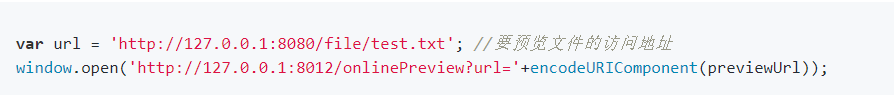 var url = 'http://127.0.0.1:8080/file/test.txt'; //要预览文件的访问地址
window.open('http://127.0.0.1:8012/onlinePreview?url='+encodeURIComponent(previewUrl));